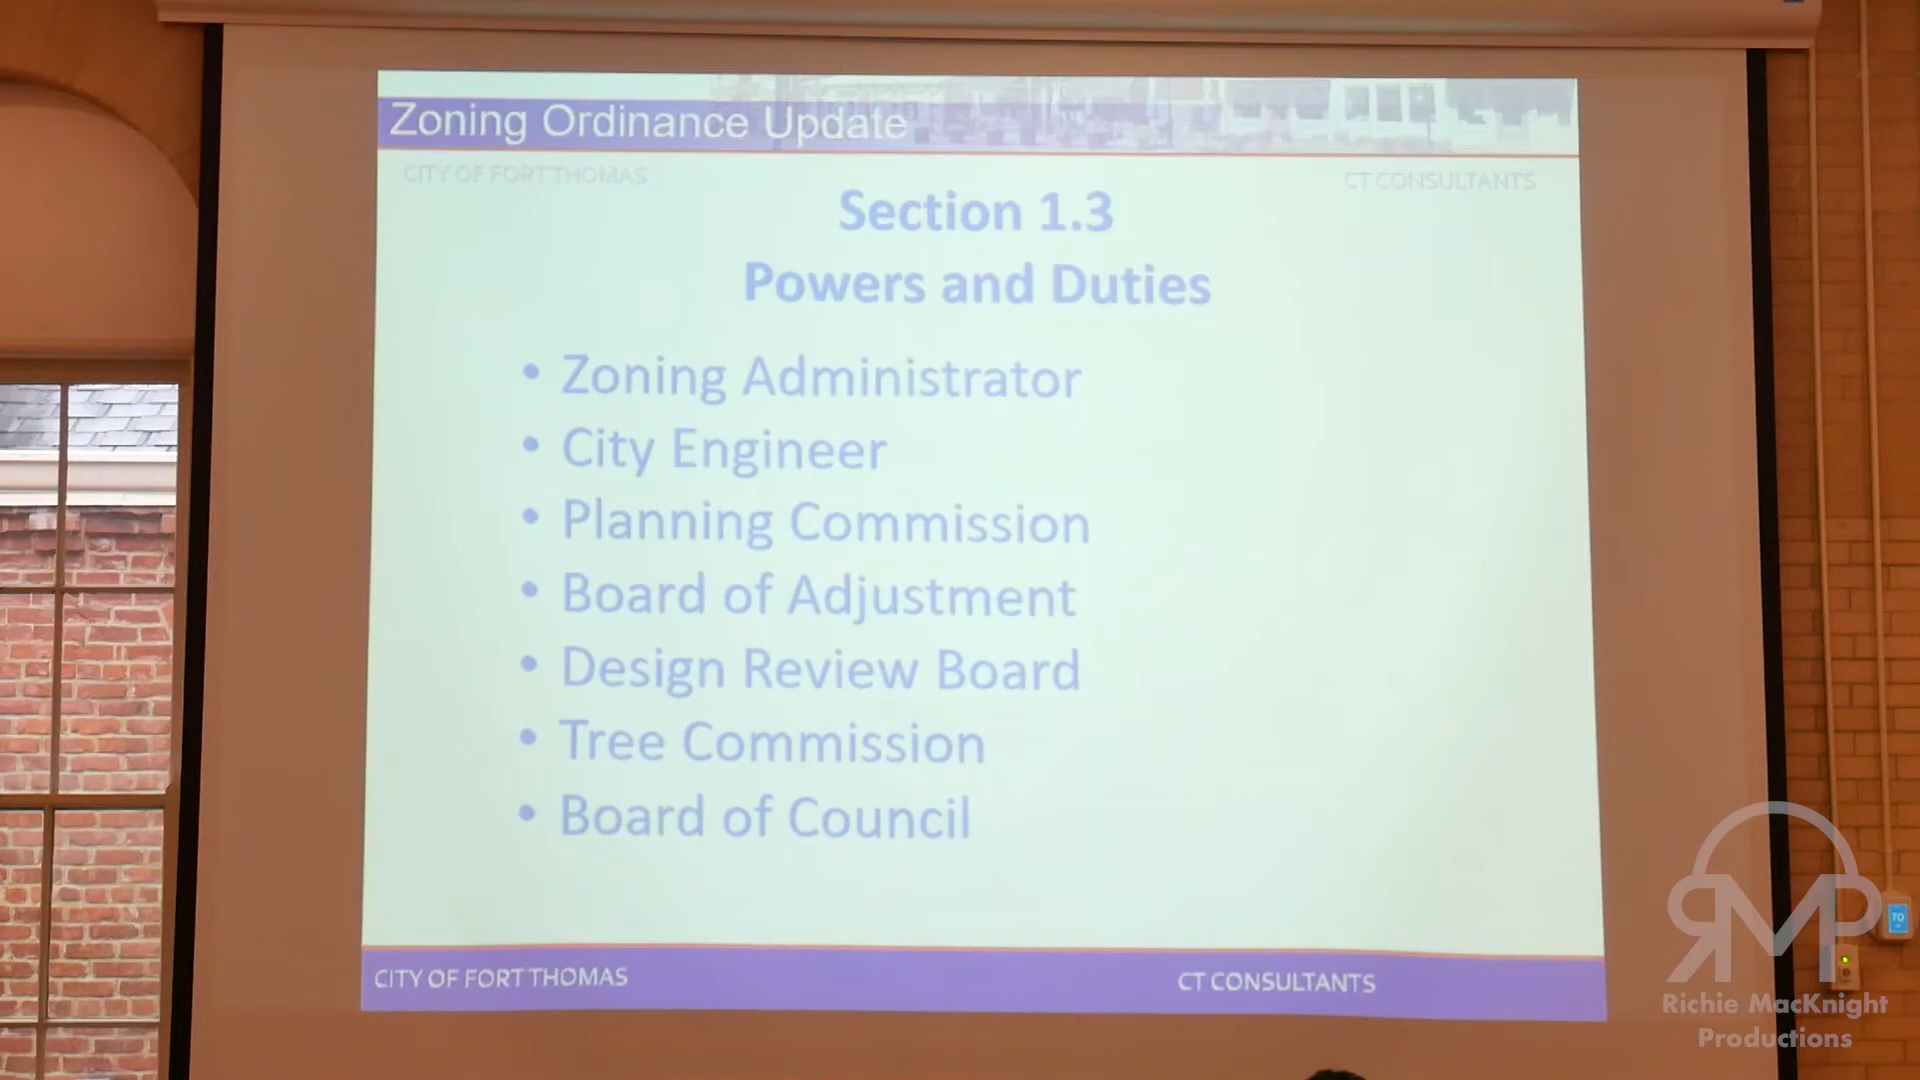 Zoning Ordinance Update
CITY OF FORT THOMAS
CT CONSULTANTS
Section 1.3
Powers and Duties
• Zoning Administrator
• City Engineer
• Planning Commission
• Board of Adjustment
• Design Review Board
• Tree Commission
• Board of Council
CITY OF FORT THOMAS
CT CONSULTANTS
RMP
Richie MacKnight
Productions
TO